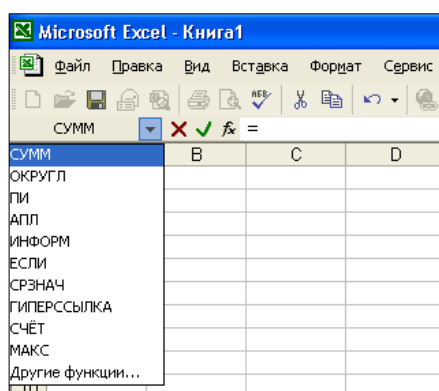 Microsoft Excel - Книга1
Файл Правка Вид Вставка Формат Сервис
СУММ =
B C D
СУММ
ОКРУГЛ
ПИ
АПЛ
ИНФОРМ
ЕСЛИ
СРЗНАЧ
ГИПЕРССЫЛКА
СЧЁТ
МАКС
Другие функции...